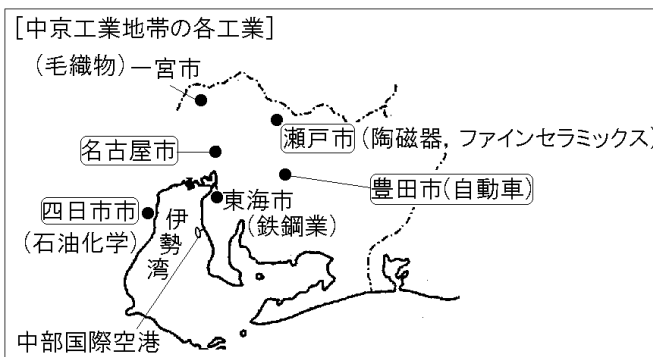 [中京工業地帯の各工業]
(毛織物)一宮市
瀬戸市(陶磁器,ファインセラミックス)
名古屋市
豊田市(自動車)
東海市
(鉄鋼業)
四日市市
(石油化学)
伊勢湾
中部国際空港